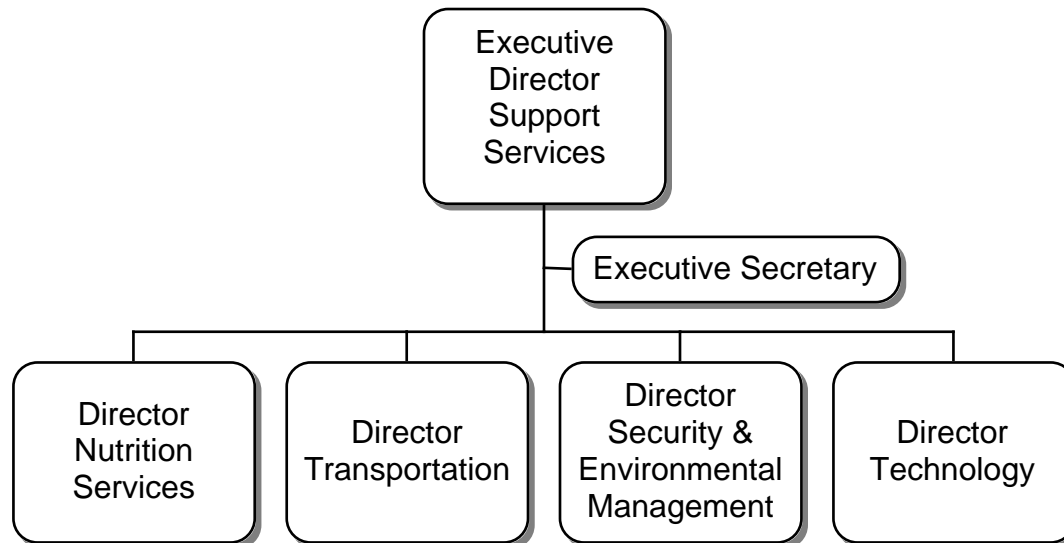 Executive
Director
Support
Services
Executive Secretary
Director
Nutrition
Services
Director
Transportation
Director
Security &
Environmental
Management
Director
Technology